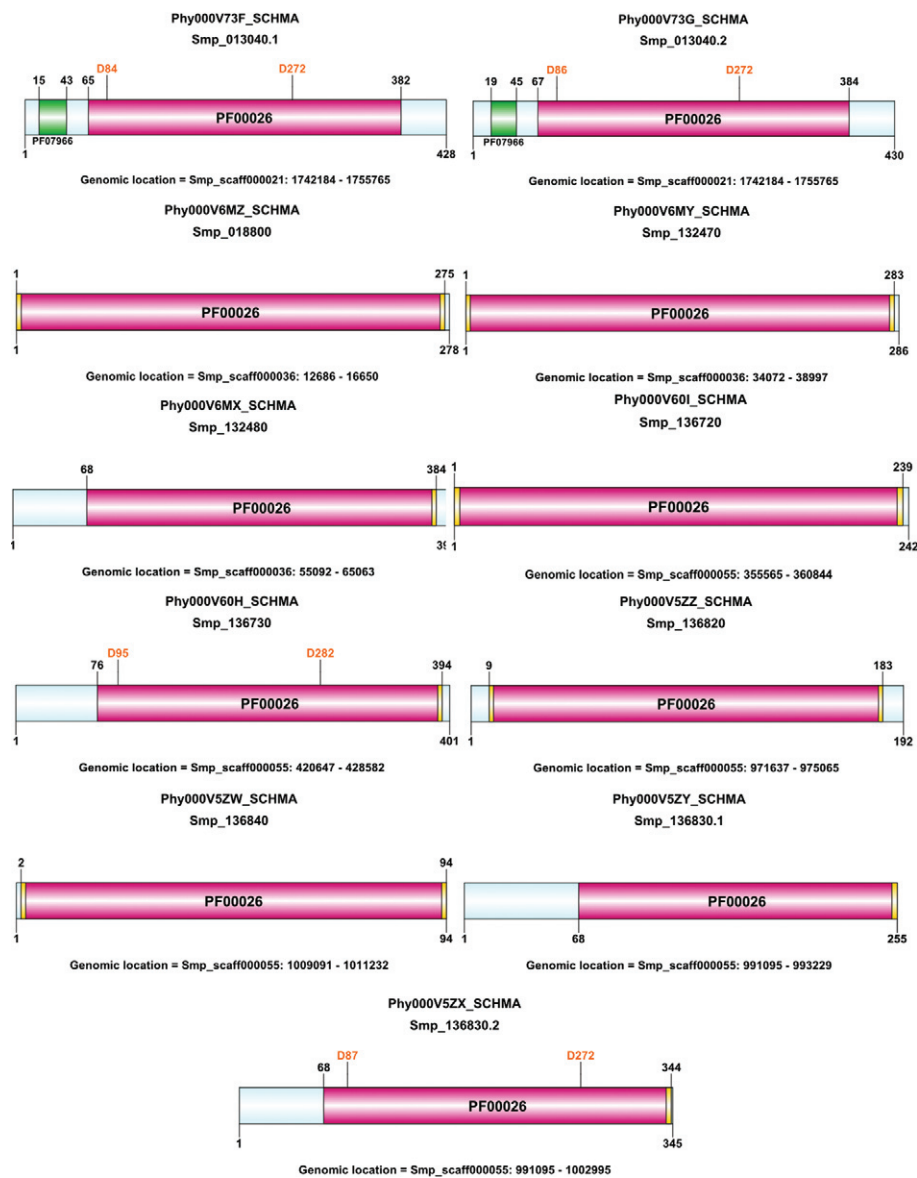 Phy000V73F_SCHMA
Smp_013040.1
15 43 65 D84 D272 382
PF00026
PF07966
1 428
Genomic location = Smp_scaff000021: 1742184 - 1755765
Phy000V73G_SCHMA
Smp_013040.2
19 45 67 D86 D272 384
PF00026
PF07966
1 430
Genomic location = Smp_scaff000021: 1742184 - 1755765
Phy000V6MZ_SCHMA
Smp_018800
1 275
PF00026
1 278
Genomic location = Smp_scaff000036: 12686 - 16650
Phy000V6MY_SCHMA
Smp_132470
1 283
PF00026
1 286
Genomic location = Smp_scaff000036: 34072 - 38997
Phy000V6MX_SCHMA
Smp_132480
68 384
PF00026
1
Genomic location = Smp_scaff000036: 55092 - 65063
Phy000V60I_SCHMA
Smp_136720
1 239
PF00026
1 242
Genomic location = Smp_scaff000055: 355565 - 360844
Phy000V60H_SCHMA
Smp_136730
76 D95 D282 394
PF00026
1 401
Genomic location = Smp_scaff000055: 420647 - 428582
Phy000V5ZZ_SCHMA
Smp_136820
9 183
PF00026
1 192
Genomic location = Smp_scaff000055: 971637 - 975065
Phy000V5ZW_SCHMA
Smp_136840
2 94
PF00026
1 94
Genomic location = Smp_scaff000055: 1009091 - 1011232
Phy000V5ZY_SCHMA
Smp_136830.1
PF00026
1 68 255
Genomic location = Smp_scaff000055: 991095 - 993229
Phy000V5ZX_SCHMA
Smp_136830.2
68 D87 D272 344
PF00026
1 345
Genomic location = Smp_scaff000055: 991095 - 1002995